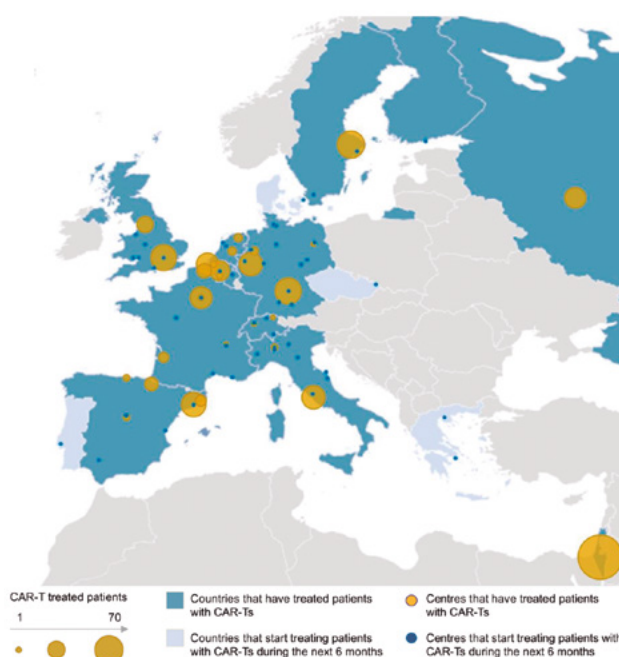 CAR-T treated patients
1 70
Countries that have treated patients
with CAR-Ts
Countries that start treating patients
with CAR-Ts during the next 6 months
Centres that have treated patients
with CAR-Ts
Centres that start treating patients with
CAR-Ts during the next 6 months